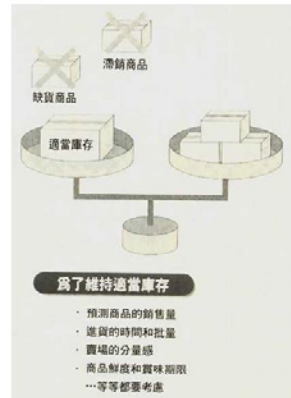 滯銷商品
缺貨商品
適當庫存
為了維持適當庫存
· 預測商品的銷售量
· 進貨的時間和批量
· 賣場的分量感
· 商品鮮度和賞味期限
…等等都要考慮